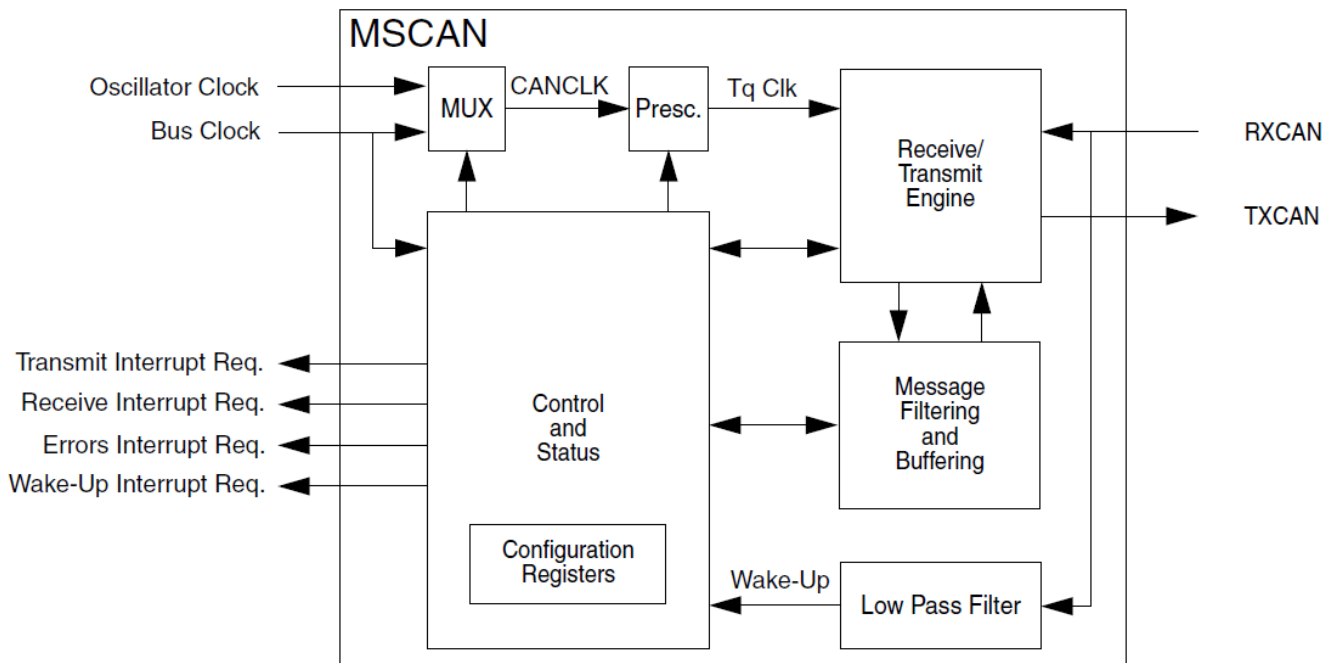 MSCAN
Oscillator Clock
Bus Clock
MUX
CANCLK
Presc.
Tq Clk
Receive/
Transmit
Engine
RXCAN
TXCAN
Transmit Interrupt Req.
Receive Interrupt Req.
Errors Interrupt Req.
Wake-Up Interrupt Req.
Control
and
Status
Message
Filtering
and
Buffering
Configuration
Registers
Wake-Up
Low Pass Filter